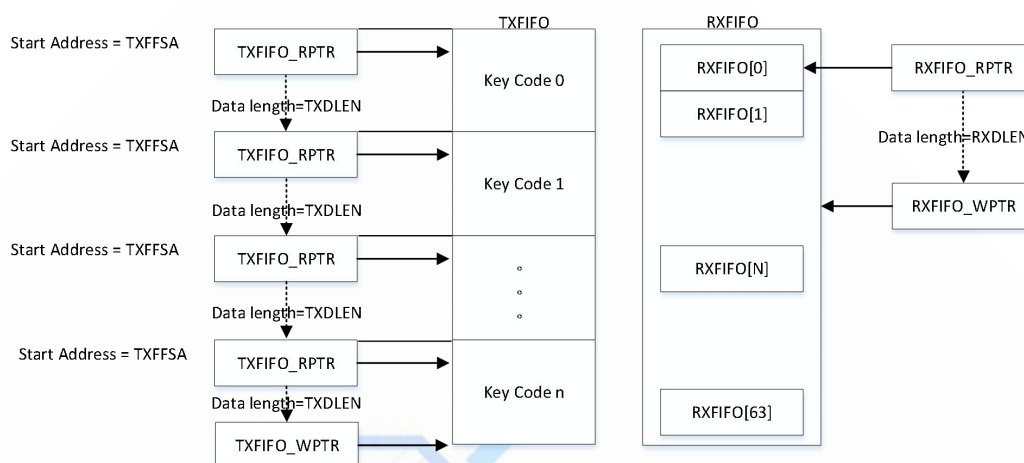 TXFIFO
Start Address = TXFFSA
TXFIFO_RPTR
Key Code 0
Data length=TXDLEN
Start Address = TXFFSA
TXFIFO_RPTR
Key Code 1
Data length=TXDLEN
Start Address = TXFFSA
TXFIFO_RPTR
Data length=TXDLEN
Start Address = TXFFSA
TXFIFO_RPTR
Key Code n
Data length=TXDLEN
TXFIFO_WPTR
RXFIFO
RXFIFO[0]
RXFIFO_RPTR
RXFIFO[1]
Data length=RXDLEN
RXFIFO_WPTR
RXFIFO[N]
RXFIFO[63]